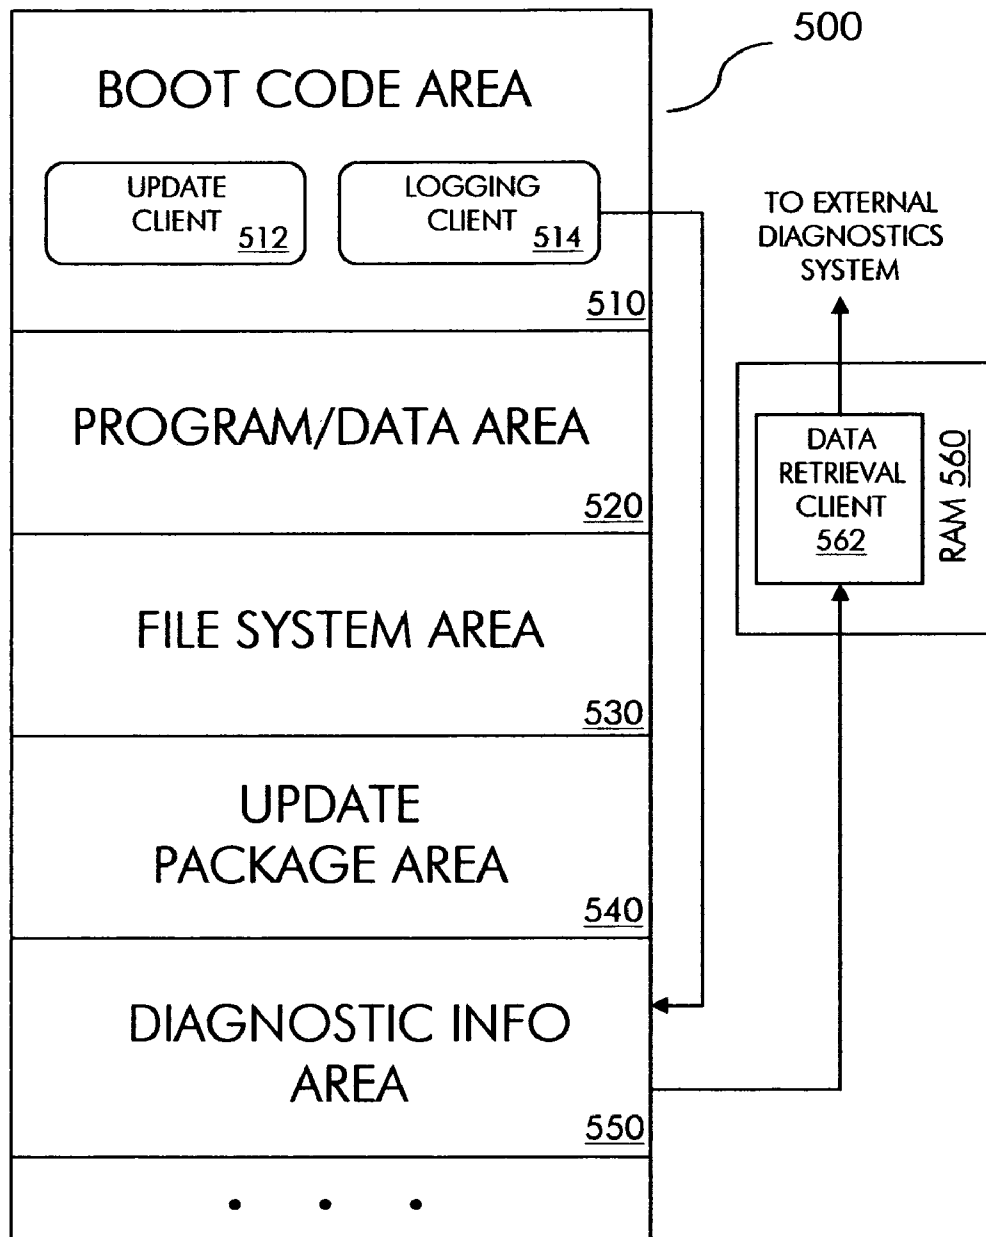 500
BOOT CODE AREA
UPDATE
CLIENT
512
LOGGING
CLIENT
514
510
TO EXTERNAL
DIAGNOSTICS
SYSTEM
PROGRAM/DATA AREA
520
DATA
RETRIEVAL
CLIENT
562
RAM 560
FILE SYSTEM AREA
530
UPDATE
PACKAGE AREA
540
DIAGNOSTIC INFO
AREA
550
• • •